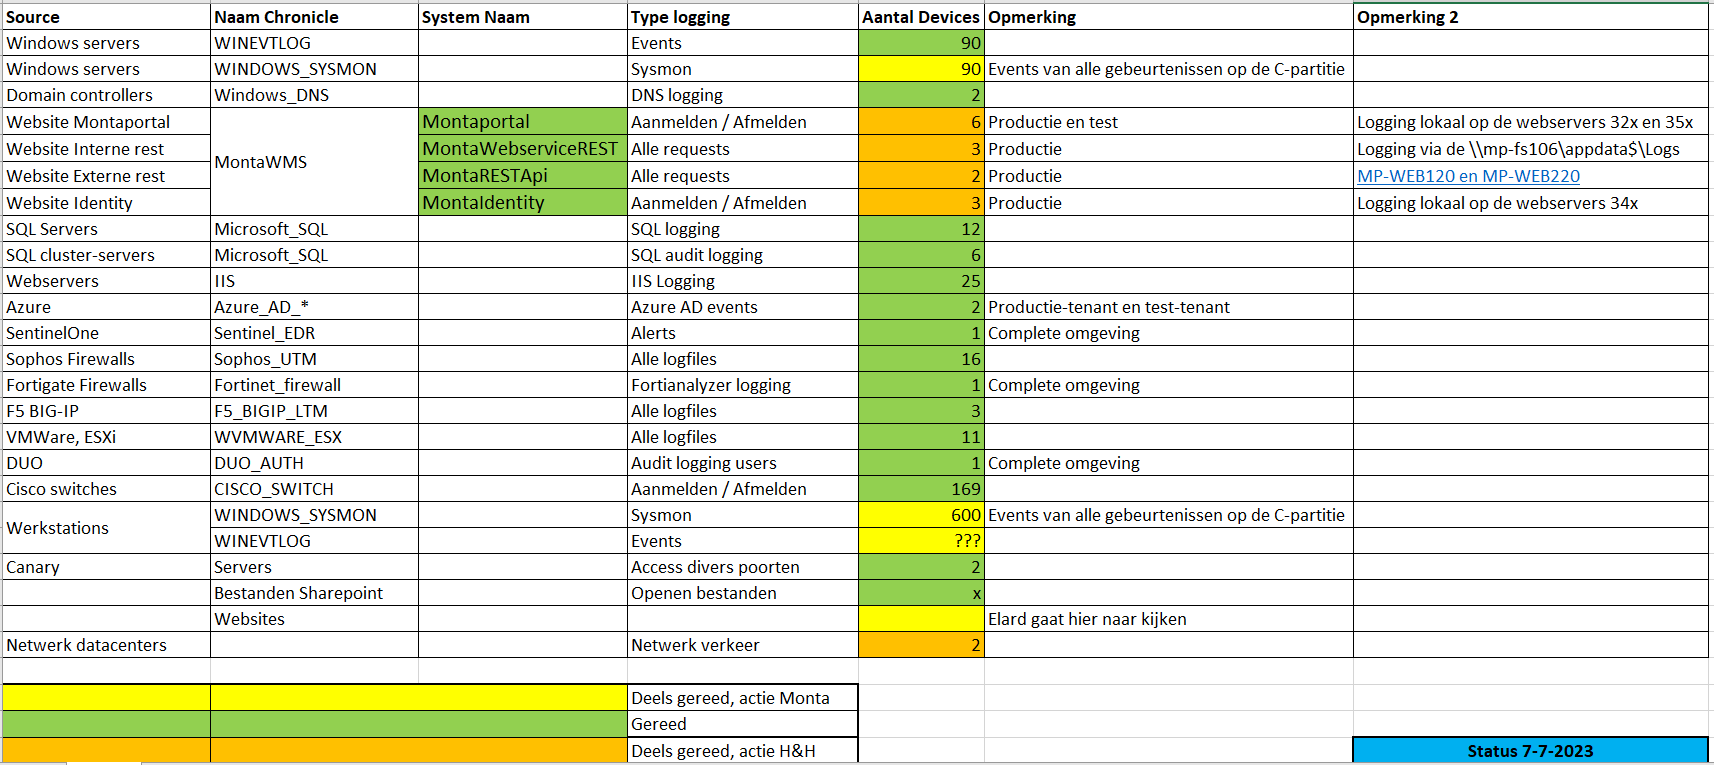 Source Naam Chronicle System Naam Type logging Aantal Devices Opmerking Opmerking 2
Windows servers WINEVTLOG Events 90
Windows servers WINDOWS_SYSMON Sysmon 90 Events van alle gebeurtenissen op de C-partitie
Domain controllers Windows_DNS DNS logging 2
Website Montaportal MontaWMS Montaportal Aanmelden / Afmelden 6 Productie en test Logging lokaal op de webservers 32x en 35x
Website Interne rest MontaWebserviceREST Alle requests 3 Productie Logging via de \\mp-fs106\appdata$\Logs
Website Externe rest MontaRESTApi Alle requests 2 Productie MP-WEB120 en MP-WEB220
Website Identity MontaIdentity Aanmelden / Afmelden 3 Productie Logging lokaal op de webservers 34x
SQL Servers Microsoft_SQL SQL logging 12
SQL cluster-servers Microsoft_SQL SQL audit logging 6
Webservers IIS IIS Logging 25
Azure Azure_AD_* Azure AD events 2 Productie-tenant en test-tenant
SentinelOne Sentinel_EDR Alerts 1 Complete omgeving
Sophos Firewalls Sophos_UTM Alle logfiles 16
Fortigate Firewalls Fortinet_firewall Fortianalyzer logging 1 Complete omgeving
F5 BIG-IP F5_BIGIP_LTM Alle logfiles 3
VMWare, ESXi WVMWARE_ESX Alle logfiles 11
DUO DUO_AUTH Audit logging users 1 Complete omgeving
Cisco switches CISCO_SWITCH Aanmelden / Afmelden 169
Werkstations WINDOWS_SYSMON Sysmon 600 Events van alle gebeurtenissen op de C-partitie
WINEVTLOG Events ???
Canary Servers Access divers poorten 2
Bestanden Sharepoint Openen bestanden x
Websites Elard gaat hier naar kijken
Netwerk datacenters Netwerk verkeer 2
Deels gereed, actie Monta
Gereed
Deels gereed, actie H&H Status 7-7-2023